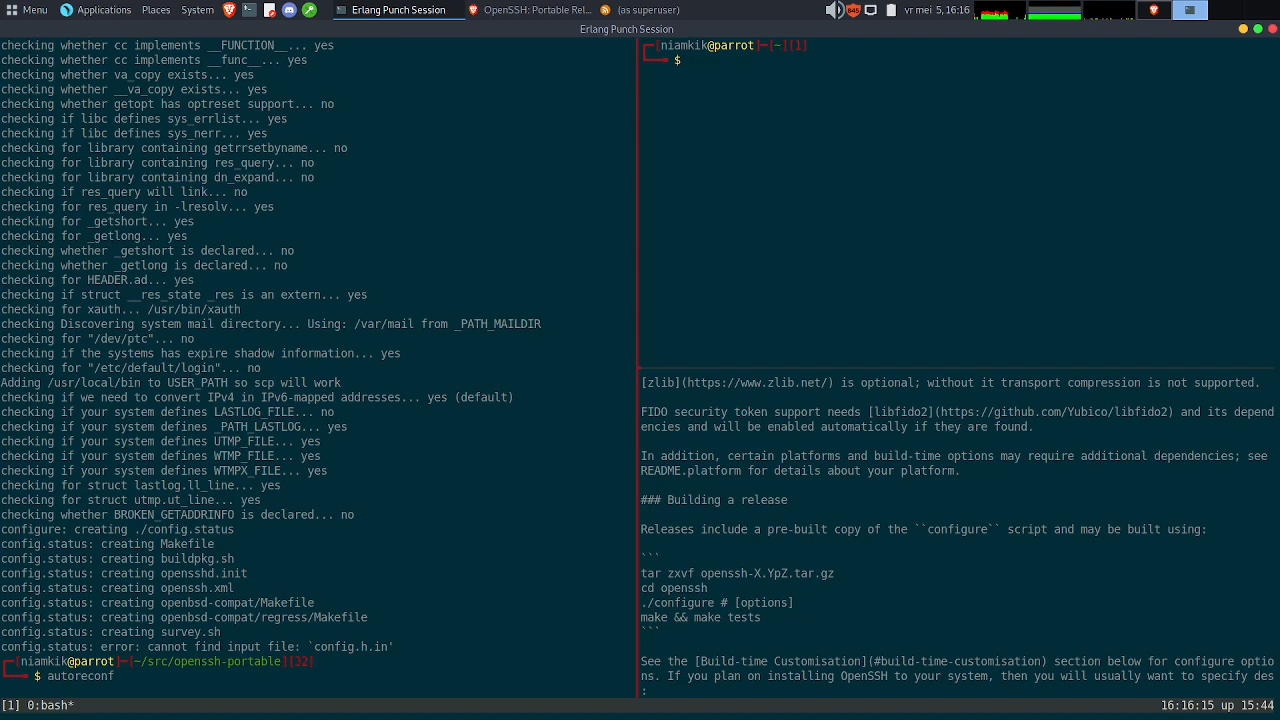 Menu Applications Places System Erlang Punch Session OpenSSH: Portable Rel... (as superuser) 845 vr mei 5, 16:16
Erlang Punch Session
checking whether cc implements __FUNCTION__... yes
checking whether cc implements __func__... yes
checking whether va_copy exists... yes
checking whether __va_copy exists... yes
checking whether getopt has optreset support... no
checking if libc defines sys_errlist... yes
checking if libc defines sys_nerr... yes
checking for library containing getrrsetbyname... no
checking for library containing res_query... no
checking for library containing dn_expand... no
checking if res_query will link... no
checking for res_query in -lresolv... yes
checking for _getshort... yes
checking for _getlong... yes
checking whether _getshort is declared... no
checking whether _getlong is declared... no
checking for HEADER.ad... yes
checking if struct __res_state _res is an extern... yes
checking for xauth... /usr/bin/xauth
checking Discovering system mail directory... Using: /var/mail from _PATH_MAILDIR
checking for "/dev/ptc"... no
checking if the systems has expire shadow information... yes
checking for "/etc/default/login"... no
Adding /usr/local/bin to USER_PATH so scp will work
checking if we need to convert IPv4 in IPv6-mapped addresses... yes (default)
checking if your system defines LASTLOG_FILE... no
checking if your system defines _PATH_LASTLOG... yes
checking if your system defines UTMP_FILE... yes
checking if your system defines WTMP_FILE... yes
checking if your system defines WTMPX_FILE... yes
checking for struct lastlog.ll_line... yes
checking for struct utmp.ut_line... yes
checking whether BROKEN_GETADDRINFO is declared... no
configure: creating ./config.status
config.status: creating Makefile
config.status: creating buildpkg.sh
config.status: creating opensshd.init
config.status: creating openssh.xml
config.status: creating openbsd-compat/Makefile
config.status: creating openbsd-compat/regress/Makefile
config.status: creating survey.sh
config.status: error: cannot find input file: `config.h.in'
┌─[niamkik@parrot]─[~/src/openssh-portable][32]
└──╼ $ autoreconf
┌─[niamkik@parrot]─[~][1]
└──╼ $
[zlib](https://www.zlib.net/) is optional; without it transport compression is not supported.
FIDO security token support needs [libfido2](https://github.com/Yubico/libfido2) and its depend
encies and will be enabled automatically if they are found.
In addition, certain platforms and build-time options may require additional dependencies; see
README.platform for details about your platform.
### Building a release
Releases include a pre-built copy of the ``configure`` script and may be built using:
```
tar zxvf openssh-X.YpZ.tar.gz
cd openssh
./configure # [options]
make && make tests
```
See the [Build-time Customisation](#build-time-customisation) section below for configure optio
ns. If you plan on installing OpenSSH to your system, then you will usually want to specify des
:
[1] 0:bash* 16:16:15 up 15:44